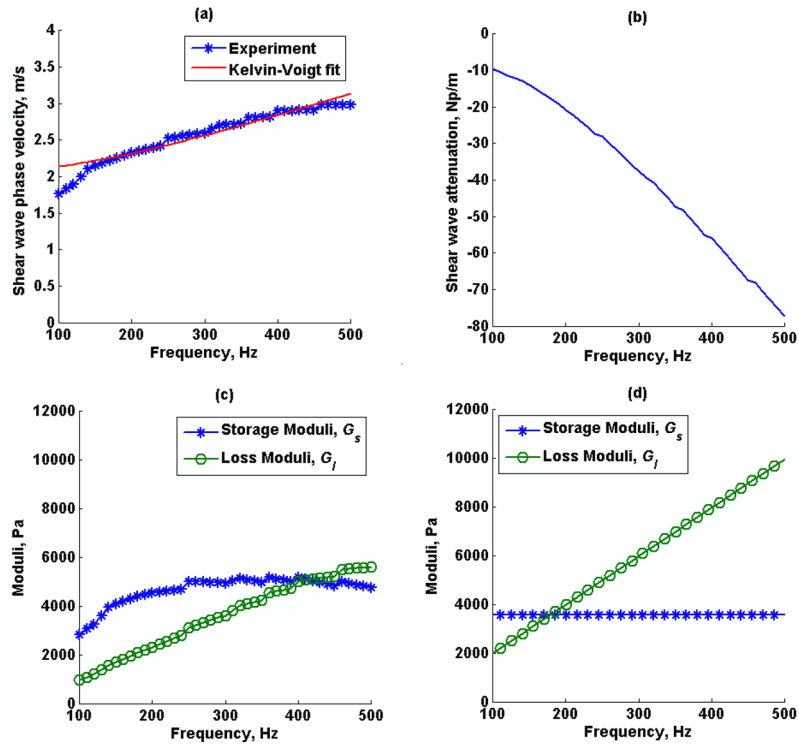 (a)
Shear wave phase velocity, m/s
4
3.5
3
2.5
2
1.5
1
0.5
0
Experiment
Kelvin-Voigt fit
100 200 300 400 500
Frequency, Hz
(b)
Shear wave attenuation, Np/m
0
-10
-20
-30
-40
-50
-60
-70
-80
100 200 300 400 500
Frequency, Hz
(c)
Moduli, Pa
12000
10000
8000
6000
4000
2000
0
Storage Moduli, Gs
Loss Moduli, Gl
100 200 300 400 500
Frequency, Hz
(d)
Moduli, Pa
12000
10000
8000
6000
4000
2000
0
Storage Moduli, Gs
Loss Moduli, Gl
100 200 300 400 500
Frequency, Hz